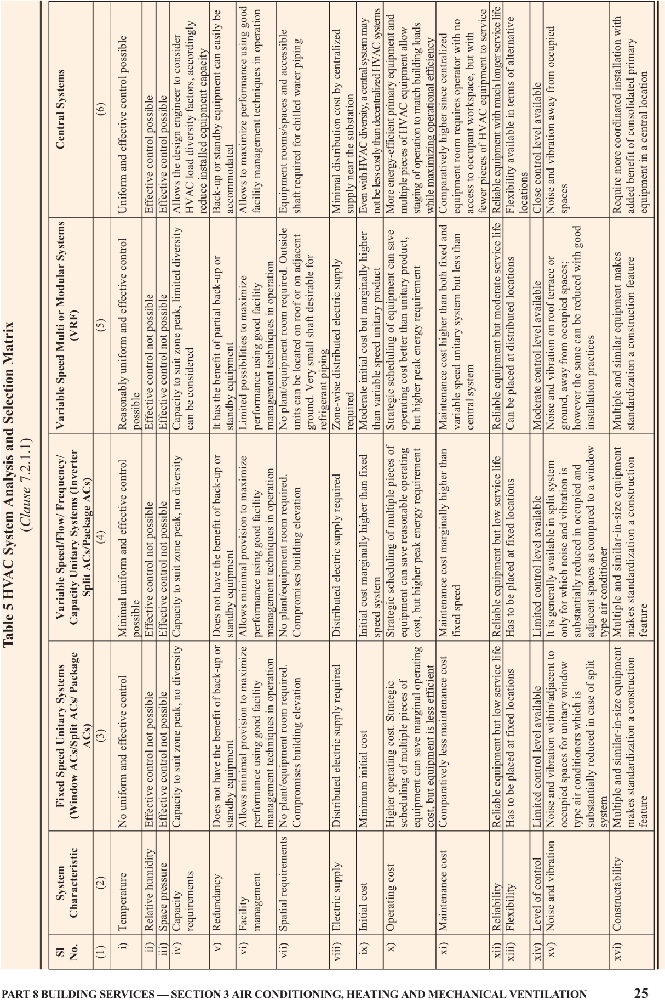 Table 5 HVAC System Analysis and Selection Matrix
(Clause 7.2.1.1)
Sl
No.
System
Characteristic
Fixed Speed Unitary Systems
(Window ACs/Split ACs/ Package
ACs)
Variable Speed/Flow/ Frequency/
Capacity Unitary Systems (Inverter
Split ACs/Package ACs)
Variable Speed Multi or Modular Systems
(VRF)
Central Systems
(1)
(2)
(3)
(4)
(5)
(6)
i)
Temperature
No uniform and effective control
Minimal uniform and effective control
possible
Reasonably uniform and effective control
possible
Uniform and effective control possible
ii)
Relative humidity
Effective control not possible
Effective control not possible
Effective control not possible
Effective control possible
iii)
Space pressure
Effective control not possible
Effective control not possible
Effective control not possible
Effective control possible
iv)
Capacity
requirements
Capacity to suit zone peak, no diversity
Capacity to suit zone peak, no diversity
Capacity to suit zone peak, limited diversity
can be considered
Allows the design engineer to consider
HVAC load diversity factors, accordingly
reduce installed equipment capacity
v)
Redundancy
Does not have the benefit of back-up or
standby equipment
Does not have the benefit of back-up or
standby equipment
It has the benefit of partial back-up or
standby equipment
Back-up or standby equipment can easily be
accommodated
vi)
Facility
management
Allows minimal provision to maximize
performance using good facility
management techniques in operation
Allows minimal provision to maximize
performance using good facility
management techniques in operation
Limited possibilities to maximize
performance using good facility
management techniques in operation
Allows to maximize performance using good
facility management techniques in operation
vii)
Spatial requirements
No plant/equipment room required.
Compromises building elevation
No plant/equipment room required.
Compromises building elevation
No plant/equipment room required. Outside
units can be located on roof or on adjacent
ground. Very small shaft desirable for
refrigerant piping
Equipment rooms/spaces and accessible
shaft required for chilled water piping
viii)
Electric supply
Distributed electric supply required
Distributed electric supply required
Zone-wise distributed electric supply
required
Minimal distribution cost by centralized
supply near the substation
ix)
Initial cost
Minimum initial cost
Initial cost marginally higher than fixed
speed system
Moderate initial cost but marginally higher
than variable speed unitary product
Even with HVAC diversity, a central system may
not be less costly than decentralized HVAC systems
x)
Operating cost
Higher operating cost. Strategic
scheduling of multiple pieces of
equipment can save marginal operating
cost, but equipment is less efficient
Strategic scheduling of multiple pieces of
equipment can save reasonable operating
cost, but higher peak energy requirement
Strategic scheduling of equipment can save
operating cost better than unitary product,
but higher peak energy requirement
More energy-efficient primary equipment and
multiple pieces of HVAC equipment allow
staging of operation to match building loads
while maximizing operational efficiency
xi)
Maintenance cost
Comparatively less maintenance cost
Maintenance cost marginally higher than
fixed speed
Maintenance cost higher than both fixed and
variable speed unitary system but less than
central system
Comparatively higher since centralized
equipment room requires operator with no
access to occupant workspace, but with
fewer pieces of HVAC equipment to service
xii)
Reliability
Reliable equipment but low service life
Reliable equipment but low service life
Reliable equipment but moderate service life
Reliable equipment with much longer service life
xiii)
Flexibility
Has to be placed at fixed locations
Has to be placed at fixed locations
Can be placed at distributed locations
Flexibility available in terms of alternative
locations
xiv)
Level of control
Limited control level available
Limited control level available
Moderate control level available
Close control level available
xv)
Noise and vibration
Noise and vibration within/adjacent to
occupied spaces for unitary window
type air conditioners which is
substantially reduced in case of split
system
It is generally available in split system
only for which noise and vibration is
substantially reduced in occupied and
adjacent spaces as compared to a window
type air conditioner
Noise and vibration on roof terrace or
ground, away from occupied spaces;
however the same can be reduced with good
installation practices
Noise and vibration away from occupied
spaces
xvi)
Constructability
Multiple and similar-in-size equipment
makes standardization a construction
feature
Multiple and similar-in-size equipment
makes standardization a construction
feature
Multiple and similar equipment makes
standardization a construction feature
Require more coordinated installation with
added benefit of consolidated primary
equipment in a central location
PART 8 BUILDING SERVICES — SECTION 3 AIR CONDITIONING, HEATING AND MECHANICAL VENTILATION
25